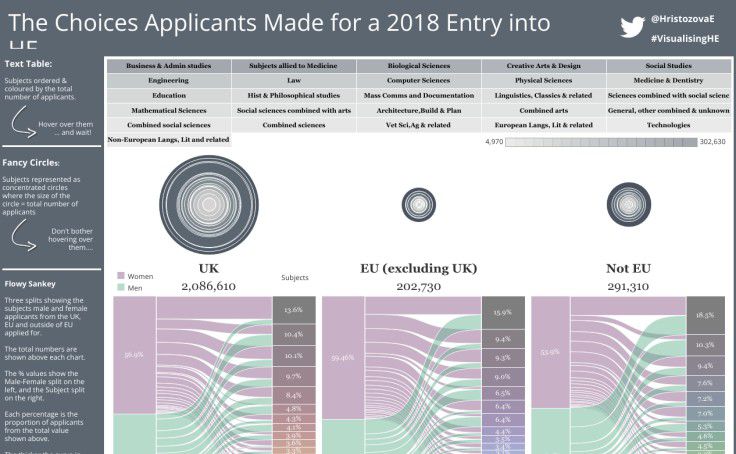 The Choices Applicants Made for a 2018 Entry into
HE
@HristozovaE
#VisualisingHE
Text Table:
Subjects ordered &
coloured by the total
number of applicants.
Hover over them
... and wait!
Business & Admin studies
Subjects allied to Medicine
Biological Sciences
Creative Arts & Design
Social Studies
Engineering
Law
Computer Sciences
Physical Sciences
Medicine & Dentistry
Education
Hist & Philosophical studies
Mass Comms and Documentation
Linguistics, Classics & related
Sciences combined with social scienc
Mathematical Sciences
Social sciences combined with arts
Architecture,Build & Plan
Combined arts
General, other combined & unknown
Combined social sciences
Combined sciences
Vet Sci,Ag & related
European Langs, Lit & related
Technologies
Non-European Langs, Lit and related
4,970
302,630
Fancy Circles:
Subjects represented as
concentrated circles
where the size of the
circle = total number of
applicants
Don't bother
hovering over
them....
UK
2,086,610
EU (excluding UK)
202,730
Not EU
291,310
Women
Men
Subjects
Flowy Sankey
Three splits showing the
subjects male and female
applicants from the UK,
EU and outside of EU
applied for.
The total numbers are
shown above each chart.
The % values show the
Male-Female split on the
left, and the Subject split
on the right.
Each percentage is the
proportion of applicants
from the total value
shown above.
56.9%
13.6%
10.4%
10.1%
9.7%
8.4%
4.8%
4.3%
4.1%
3.9%
3.6%
59.46%
15.9%
9.4%
9.3%
9.0%
6.5%
6.4%
6.4%
4.4%
3.5%
3.4%
53.9%
18.5%
10.3%
9.4%
7.6%
7.2%
7.0%
5.3%
4.6%
4.5%